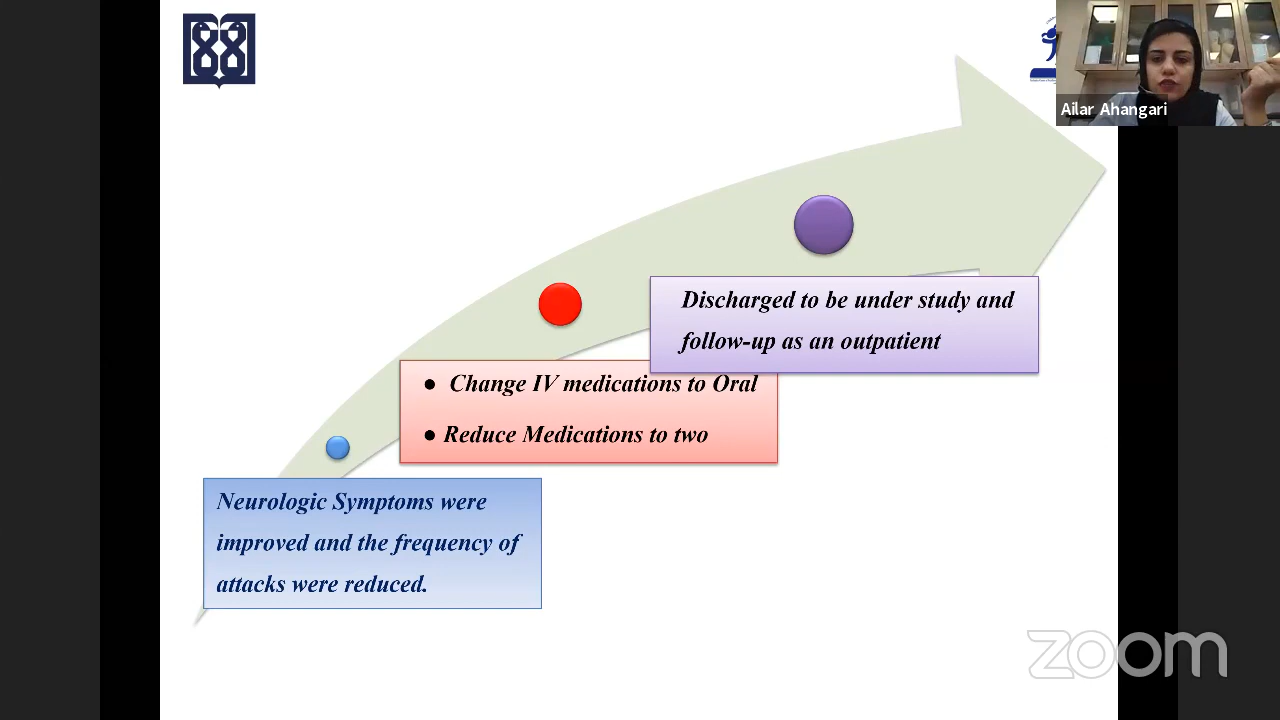 Ailar Ahangari
Discharged to be under study and
follow-up as an outpatient
● Change IV medications to Oral
● Reduce Medications to two
Neurologic Symptoms were
improved and the frequency of
attacks were reduced.
zoom